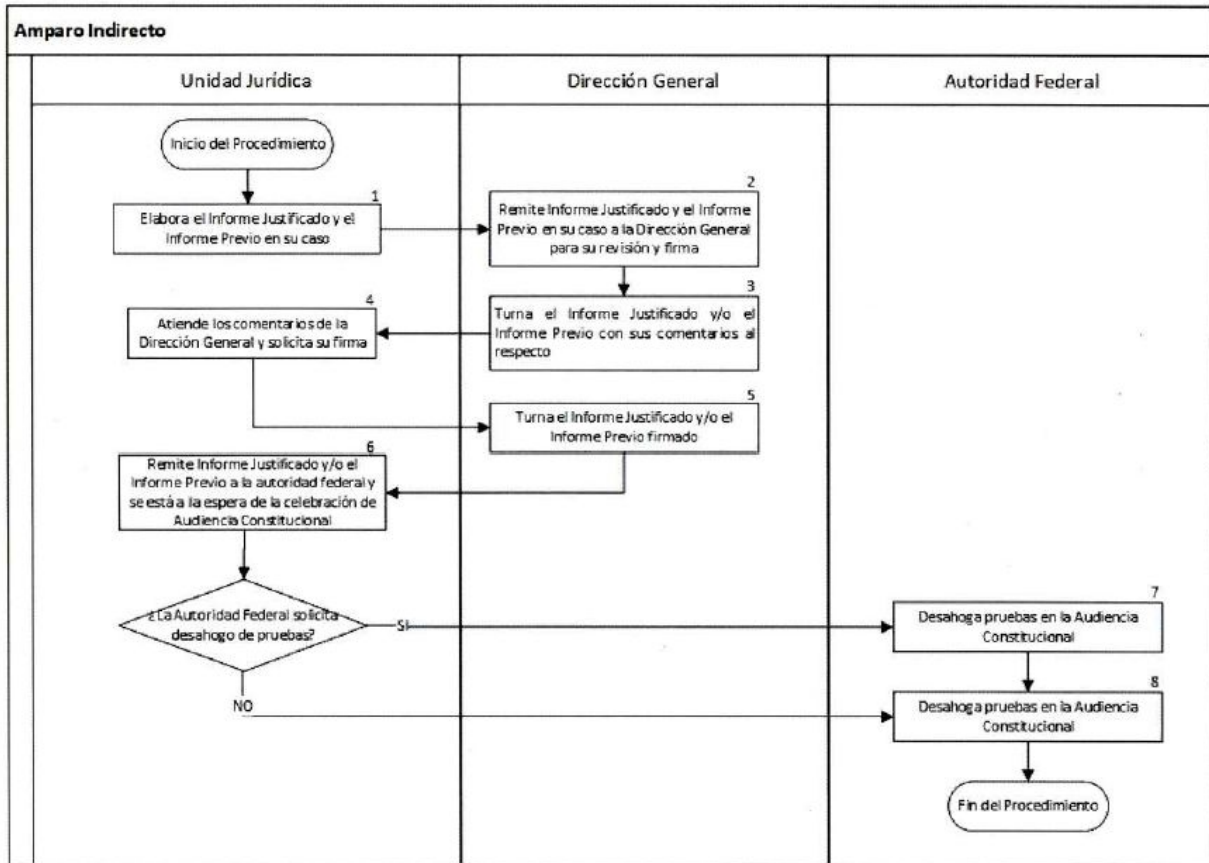 Amparo Indirecto
Unidad Jurídica
Dirección General
Autoridad Federal
Inicio del Procedimiento
1
Elabora el Informe Justificado y el
Informe Previo en su caso
2
Remite Informe Justificado y el Informe
Previo en su caso a la Dirección General
para su revisión y firma
3
Turna el Informe Justificado y/o el
Informe Previo con sus comentarios al
respecto
4
Atiende los comentarios de la
Dirección General y solicita su firma
5
Turna el Informe Justificado y/o el
Informe Previo firmado
6
Remite Informe Justificado y/o el
Informe Previo a la autoridad federal y
se está a la espera de la celebración de
Audiencia Constitucional
¿La Autoridad Federal solicita
desahogo de pruebas?
SI
7
Desahoga pruebas en la Audiencia
Constitucional
NO
8
Desahoga pruebas en la Audiencia
Constitucional
Fin del Procedimiento